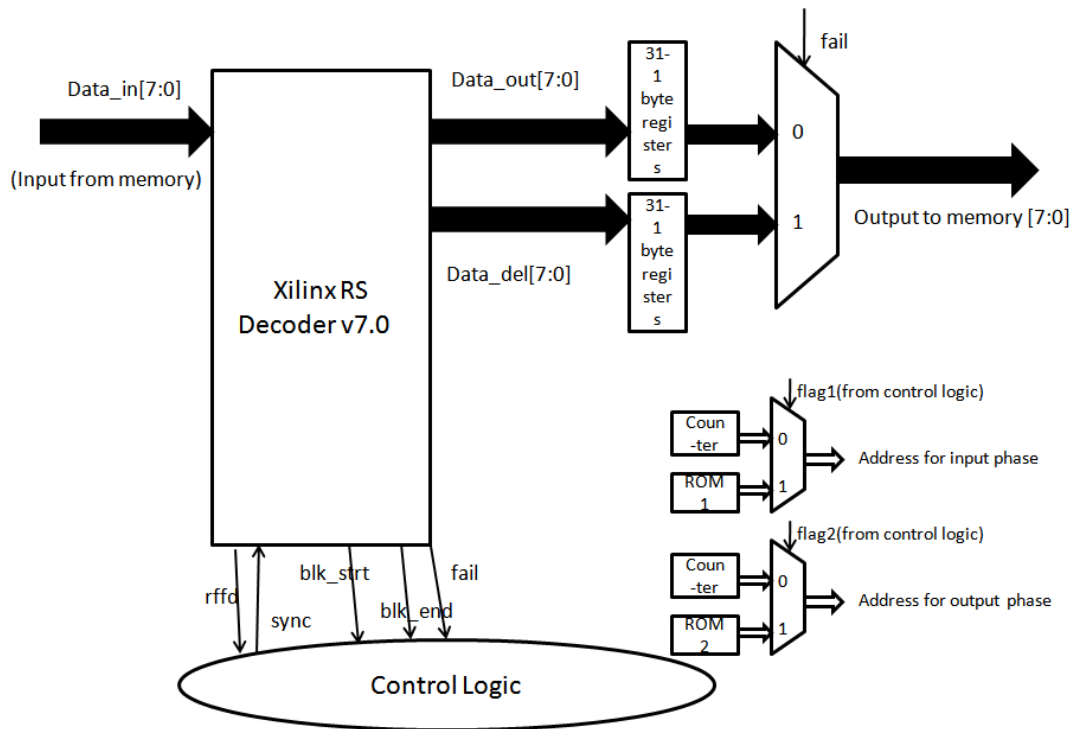 Data_in[7:0]
(Input from memory)
Xilinx RS
Decoder v7.0
Data_out[7:0]
Data_del[7:0]
31-
1
byte
regi
ster
s
31-
1
byte
regi
ster
s
fail
0
1
Output to memory [7:0]
flag1(from control logic)
Coun
-ter
0
ROM
1
1
Address for input phase
flag2(from control logic)
Coun
-ter
0
ROM
2
1
Address for output phase
rffd
sync
blk_strt
blk_end
fail
Control Logic